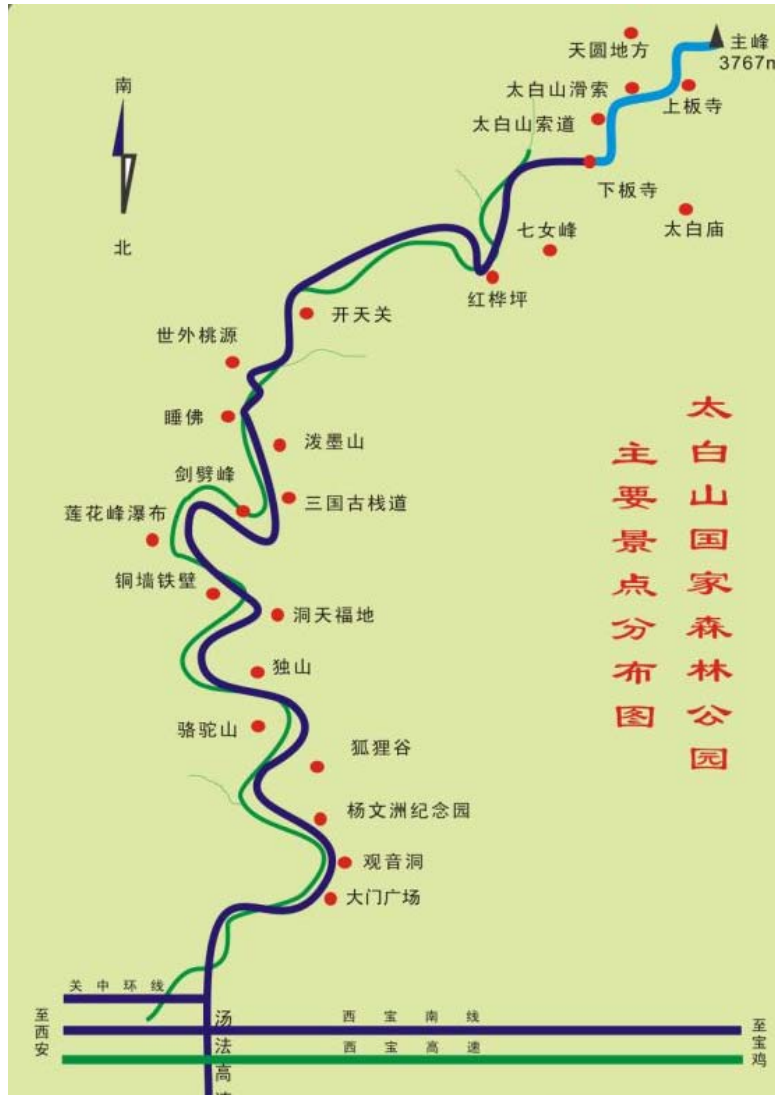 天圆地方
主峰
3767m
太白山滑索
上板寺
太白山索道
下板寺
太白庙
七女峰
红桦坪
南
北
开天关
世外桃源
睡佛
泼墨山
剑劈峰
三国古栈道
莲花峰瀑布
铜墙铁壁
洞天福地
独山
骆驼山
狐狸谷
杨文洲纪念园
观音洞
大门广场
太白山国家森林公园
主要景点分布图
关中环线
至西安
西宝南线
西宝高速
至宝鸡
汤法高